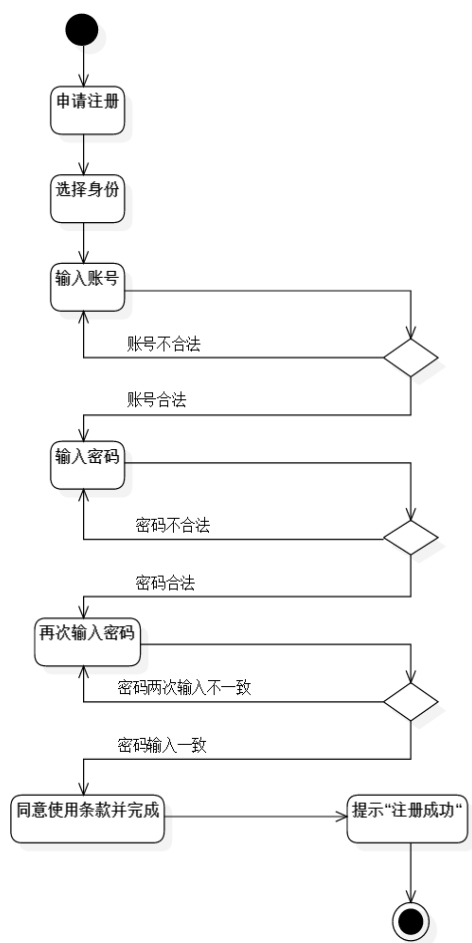 申请注册
选择身份
输入账号
账号不合法
账号合法
输入密码
密码不合法
密码合法
再次输入密码
密码两次输入不一致
密码输入一致
同意使用条款并完成
提示“注册成功“